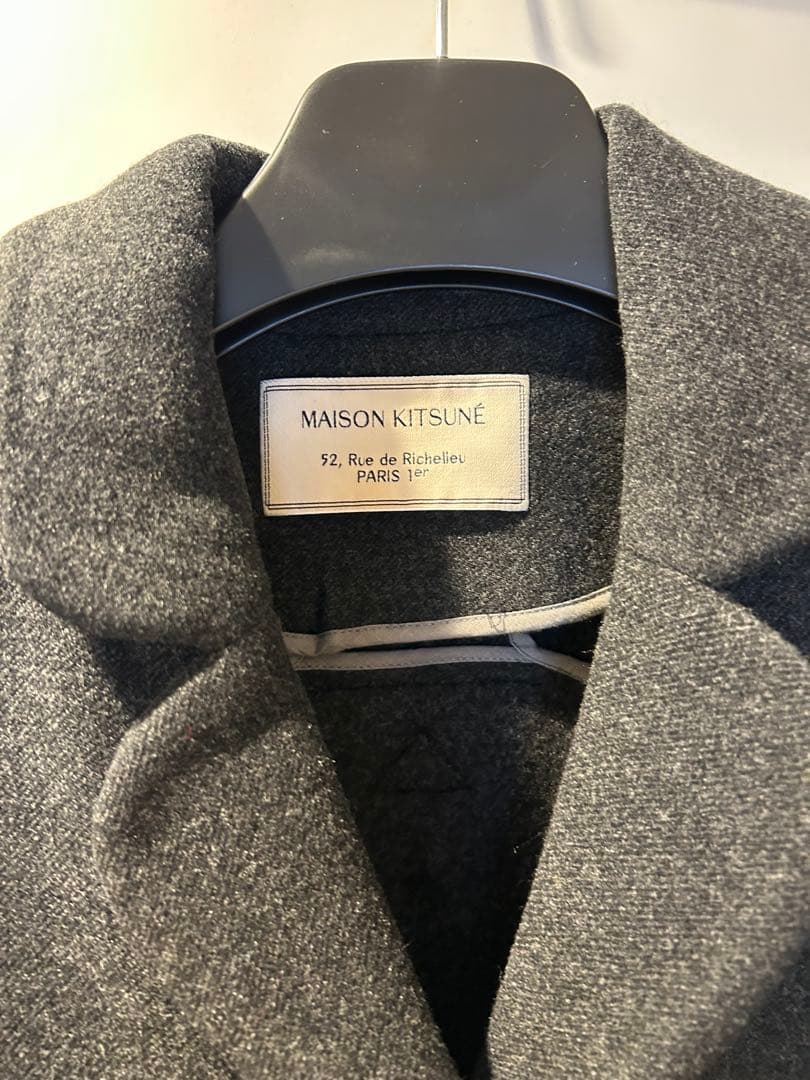 MAISON KITSUNÉ
52, Rue de Richelieu
PARIS 1er